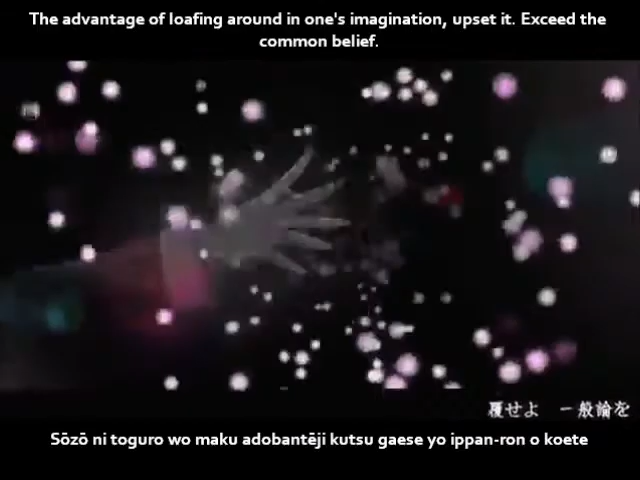 The advantage of loafing around in one's imagination, upset it. Exceed the
common belief.
覆せよ 一般論を
Sōzō ni toguro wo maku adobantēji kutsu gaese yo ippan-ron o koete